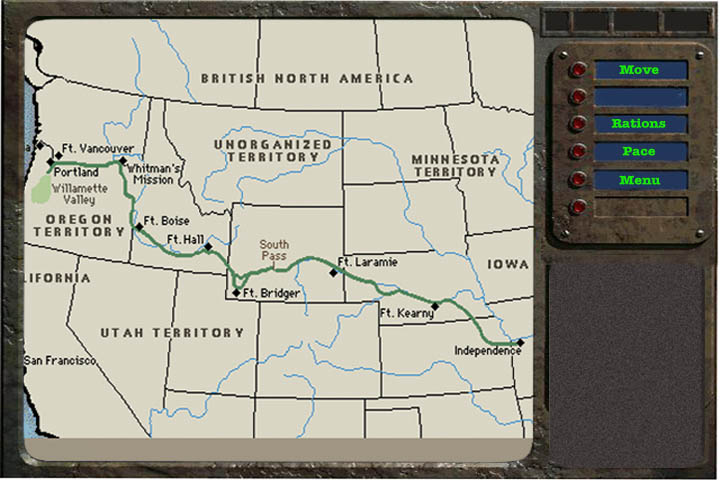 BRITISH NORTH AMERICA
UNORGANIZED
TERRITORY
MINNESOTA
TERRITORY
Ft. Vancouver
a
Portland
Whitman's
Mission
Willamette
Valley
OREGON
TERRITORY
Ft. Boise
Ft. Hall
South
Pass
Ft. Laramie
IOWA
LIFORNIA
Ft. Bridger
Ft. Kearny
UTAH TERRITORY
Independence
San Francisco
Move
Rations
Pace
Menu